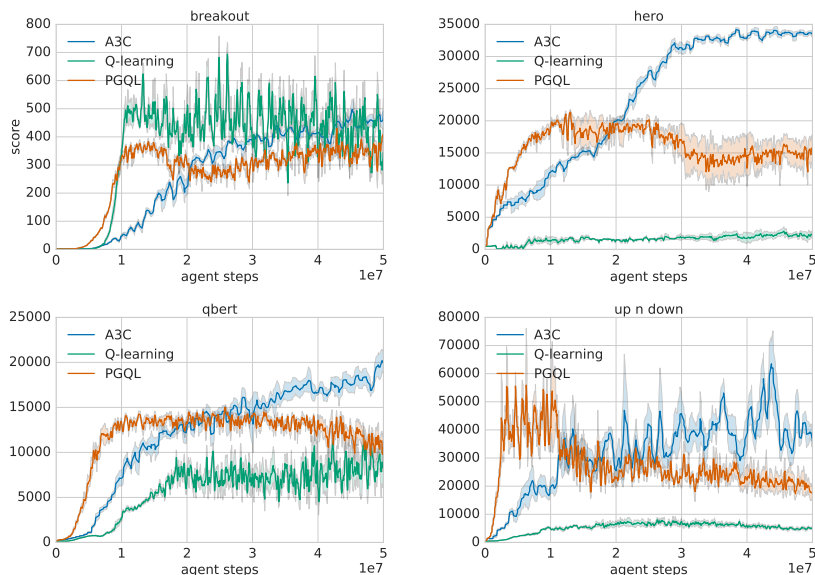 breakout
800
700
600
500
400
300
200
100
0
score
A3C
Q-learning
PGQL
0 1 2 3 4 5
agent steps
1e7
hero
35000
30000
25000
20000
15000
10000
5000
0
A3C
Q-learning
PGQL
0 1 2 3 4 5
agent steps
1e7
qbert
25000
20000
15000
10000
5000
0
A3C
Q-learning
PGQL
0 1 2 3 4 5
agent steps
1e7
up n down
80000
70000
60000
50000
40000
30000
20000
10000
0
A3C
Q-learning
PGQL
0 1 2 3 4 5
agent steps
1e7